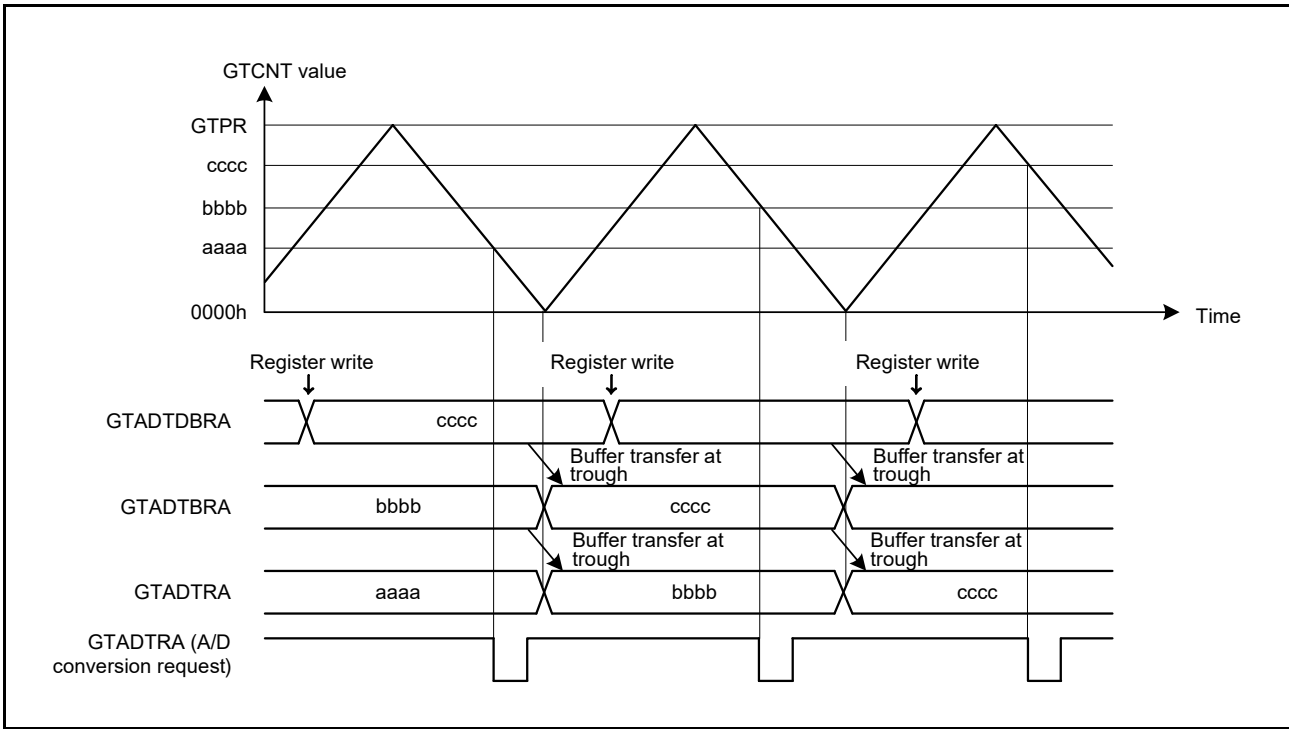 GTCNT value
GTPR
cccc
bbbb
aaaa
0000h
Time
Register write
Register write
Register write
GTADTDBRA
cccc
Buffer transfer at
trough
Buffer transfer at
trough
GTADTBRA
bbbb
cccc
Buffer transfer at
trough
Buffer transfer at
trough
GTADTRA
aaaa
bbbb
cccc
GTADTRA (A/D
conversion request)